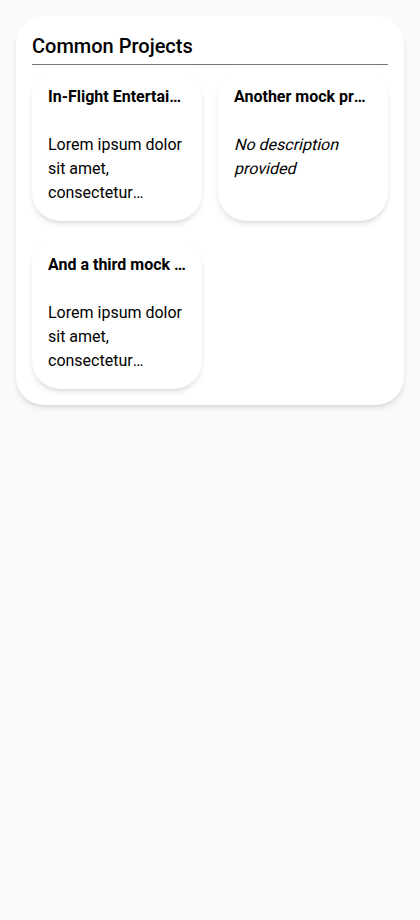 Common Projects
In-Flight Entertai...
Lorem ipsum dolor
sit amet,
consectetur...
Another mock pr...
No description
provided
And a third mock ...
Lorem ipsum dolor
sit amet,
consectetur...